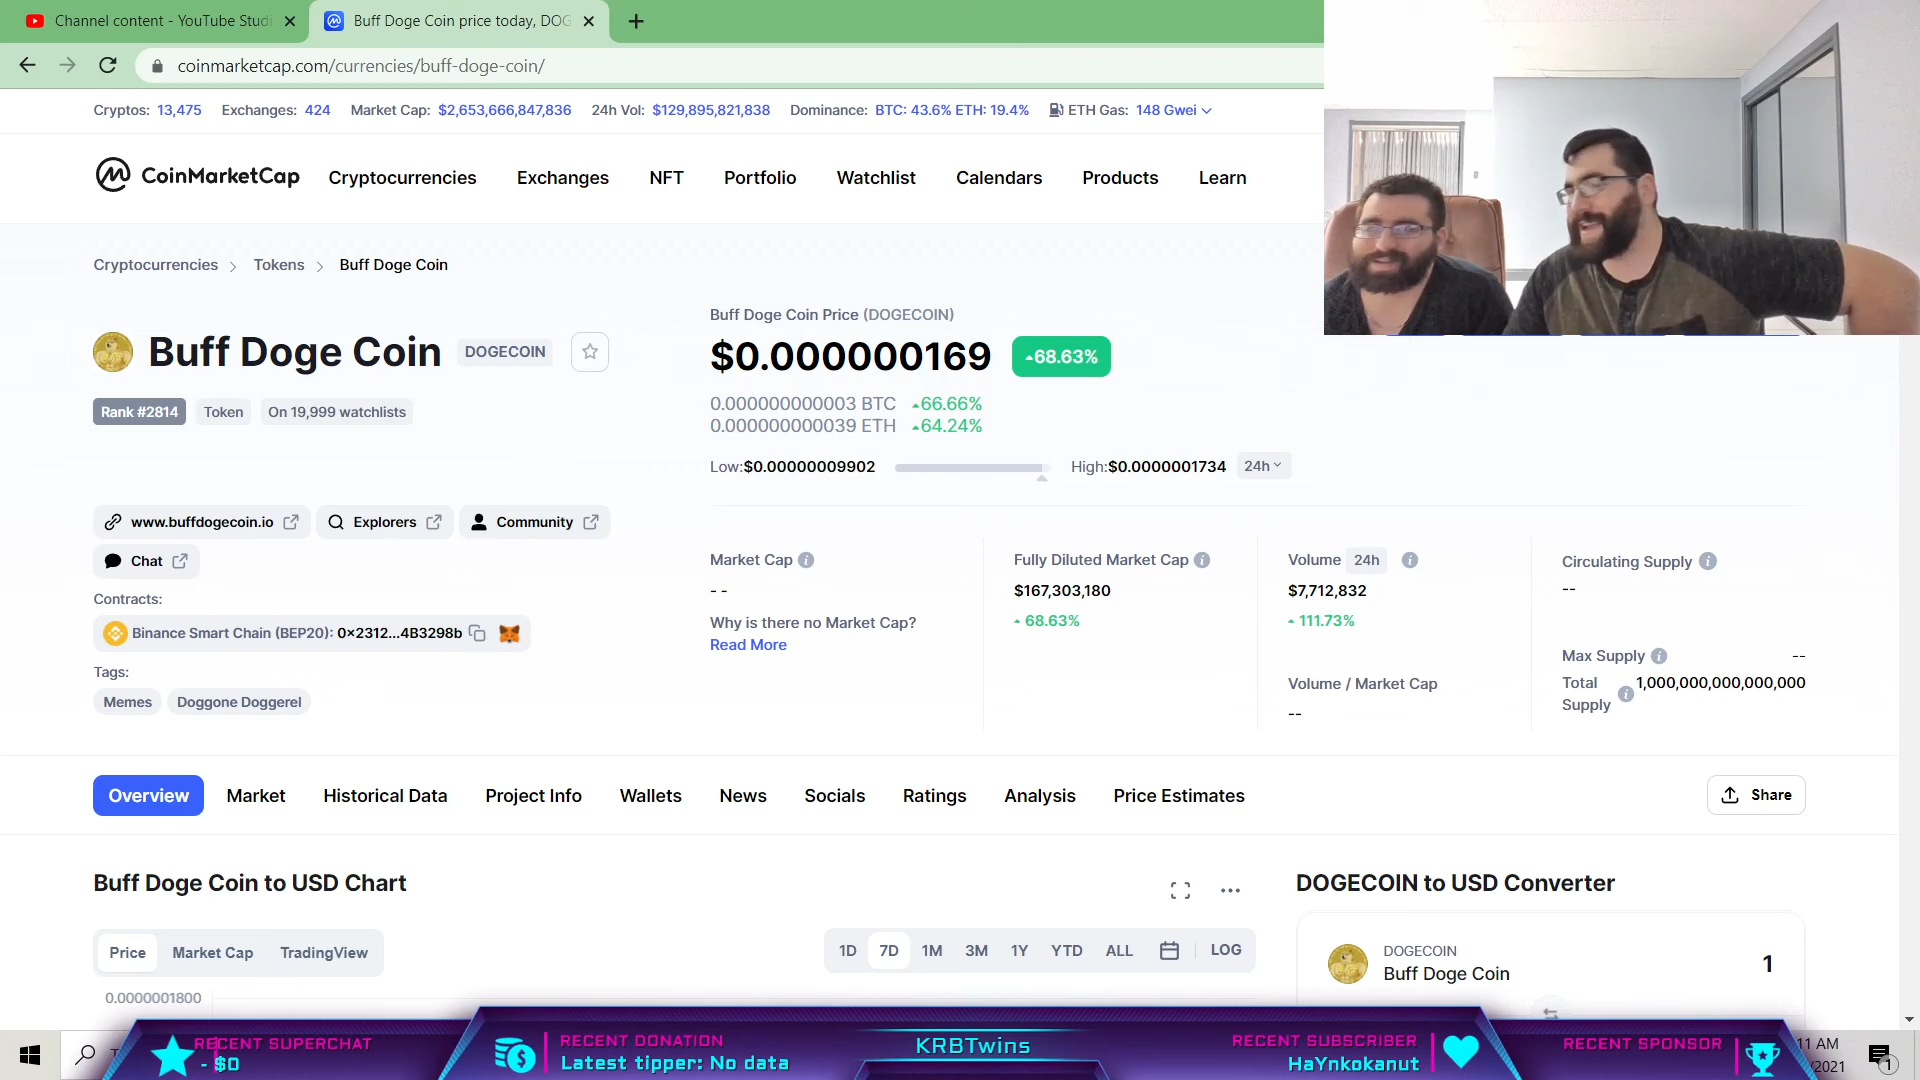 Channel content - YouTube Studi
Buff Doge Coin price today, DOG
coinmarketcap.com/currencies/buff-doge-coin/
Cryptos: 13,475 Exchanges: 424 Market Cap: $2,653,666,847,836 24h Vol: $129,895,821,838 Dominance: BTC: 43.6% ETH: 19.4% ETH Gas: 148 Gwei
CoinMarketCap Cryptocurrencies Exchanges NFT Portfolio Watchlist Calendars Products Learn
Cryptocurrencies Tokens Buff Doge Coin
Buff Doge Coin DOGECOIN
Rank #2814 Token On 19,999 watchlists
www.buffdogecoin.io Explorers Community
Chat
Contracts:
Binance Smart Chain (BEP20): 0x2312...4B3298b
Tags:
Memes Doggone Doggerel
Buff Doge Coin Price (DOGECOIN)
$0.000000169 68.63%
0.000000000003 BTC 66.66%
0.000000000039 ETH 64.24%
Low:$0.00000009902 High:$0.0000001734 24h
Market Cap
- -
Why is there no Market Cap?
Read More
Fully Diluted Market Cap
$167,303,180
68.63%
Volume 24h
$7,712,832
111.73%
Volume / Market Cap
--
Circulating Supply
--
Max Supply --
Total Supply 1,000,000,000,000,000
Overview Market Historical Data Project Info Wallets News Socials Ratings Analysis Price Estimates Share
Buff Doge Coin to USD Chart
Price Market Cap TradingView
1D 7D 1M 3M 1Y YTD ALL LOG
0.0000001800
DOGECOIN to USD Converter
DOGECOIN
Buff Doge Coin 1
RECENT SUPERCHAT
- $0
RECENT DONATION
Latest tipper: No data
KRBTwins
RECENT SUBSCRIBER
HaYnkokanut
RECENT SPONSOR
11 AM
/2021
1